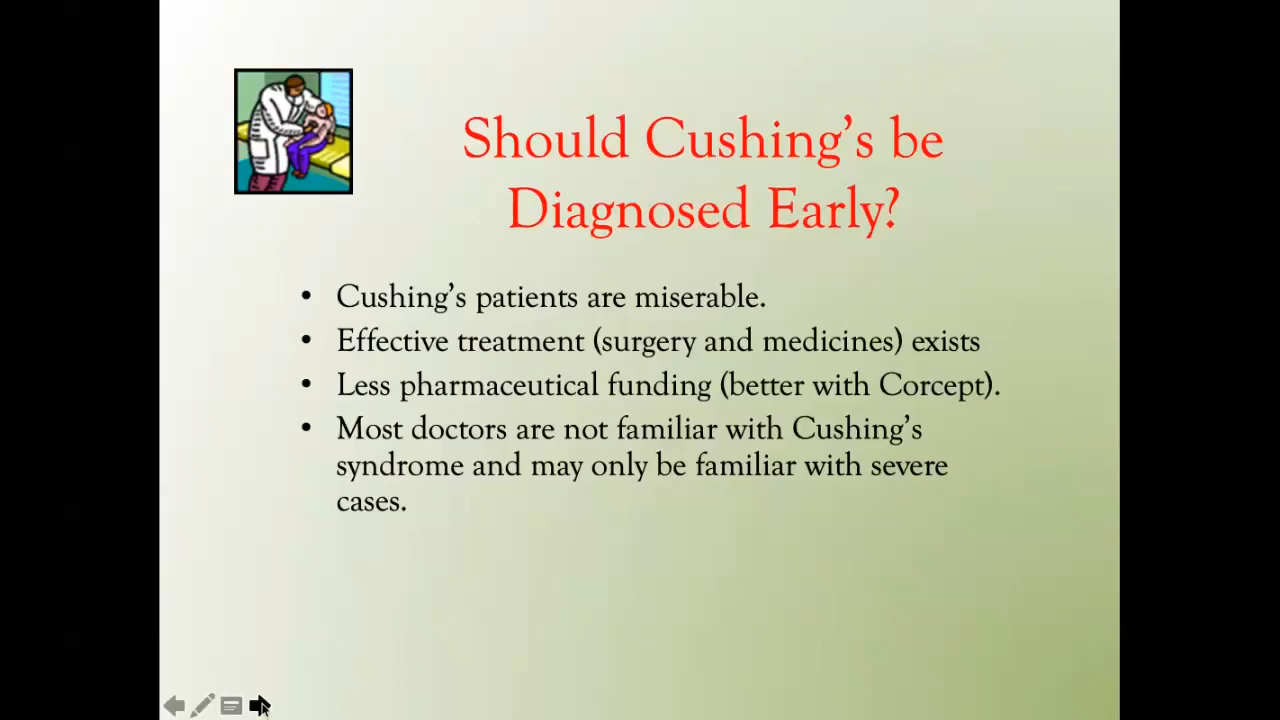 Should Cushing’s be
Diagnosed Early?
• Cushing’s patients are miserable.
• Effective treatment (surgery and medicines) exists
• Less pharmaceutical funding (better with Corcept).
• Most doctors are not familiar with Cushing’s
syndrome and may only be familiar with severe
cases.